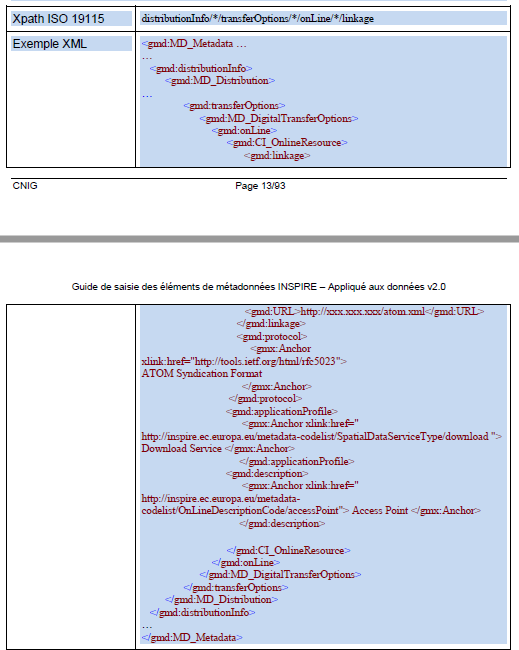 Xpath ISO 19115
distributionInfo/*/transferOptions/*/onLine/*/linkage
Exemple XML
<gmd:MD_Metadata …
…
<gmd:distributionInfo>
<gmd:MD_Distribution>
…
<gmd:transferOptions>
<gmd:MD_DigitalTransferOptions>
<gmd:onLine>
<gmd:CI_OnlineResource>
<gmd:linkage>
CNIG
Page 13/93
Guide de saisie des éléments de métadonnées INSPIRE – Appliqué aux données v2.0
<gmd:URL>http://xxx.xxx.xxx/atom.xml</gmd:URL>
</gmd:linkage>
<gmd:protocol>
<gmx:Anchor
xlink:href="http://tools.ietf.org/html/rfc5023">
ATOM Syndication Format
</gmx:Anchor>
</gmd:protocol>
<gmd:applicationProfile>
<gmx:Anchor xlink:href="
http://inspire.ec.europa.eu/metadata-codelist/SpatialDataServiceType/download ">
Download Service </gmx:Anchor>
</gmd:applicationProfile>
<gmd:description>
<gmx:Anchor xlink:href="
http://inspire.ec.europa.eu/metadata-
codelist/OnLineDescriptionCode/accessPoint"> Access Point </gmx:Anchor>
</gmd:description>
</gmd:CI_OnlineResource>
</gmd:onLine>
</gmd:MD_DigitalTransferOptions>
</gmd:transferOptions>
</gmd:MD_Distribution>
</gmd:distributionInfo>
…
</gmd:MD_Metadata>